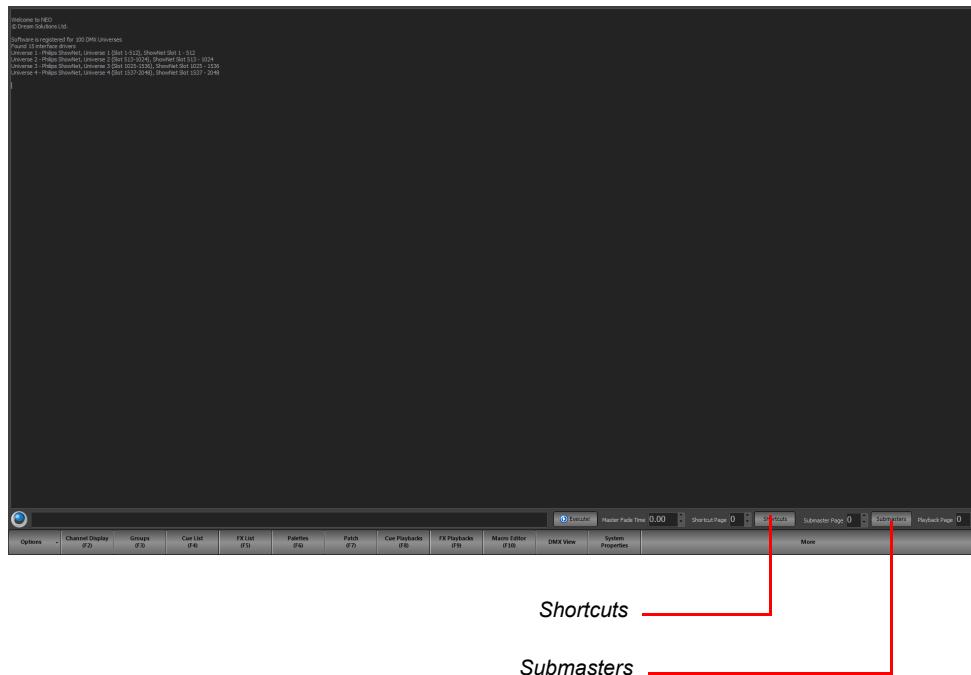 Welcome to NEO
© Dream Solutions Ltd.
Software is registered for 100 DMX Universes
Found 15 interface drivers
Universe 1 - Philips ShowNet, Universe 1 (Slot 1-512), ShowNet Slot 1 - 512
Universe 2 - Philips ShowNet, Universe 2 (Slot 513-1024), ShowNet Slot 513 - 1024
Universe 3 - Philips ShowNet, Universe 3 (Slot 1025-1536), ShowNet Slot 1025 - 1536
Universe 4 - Philips ShowNet, Universe 4 (Slot 1537-2048), ShowNet Slot 1537 - 2048
Execute! Master Fade Time 0.00 Shortcut Page 0 Shortcuts Submaster Page 0 Submasters Playback Page 0
Options Channel Display (F2) Groups (F3) Cue List (F4) FX List (F5) Palettes (F6) Patch (F7) Cue Playbacks (F8) FX Playbacks (F9) Macro Editor (F10) DMX View System Properties More
Shortcuts
Submasters